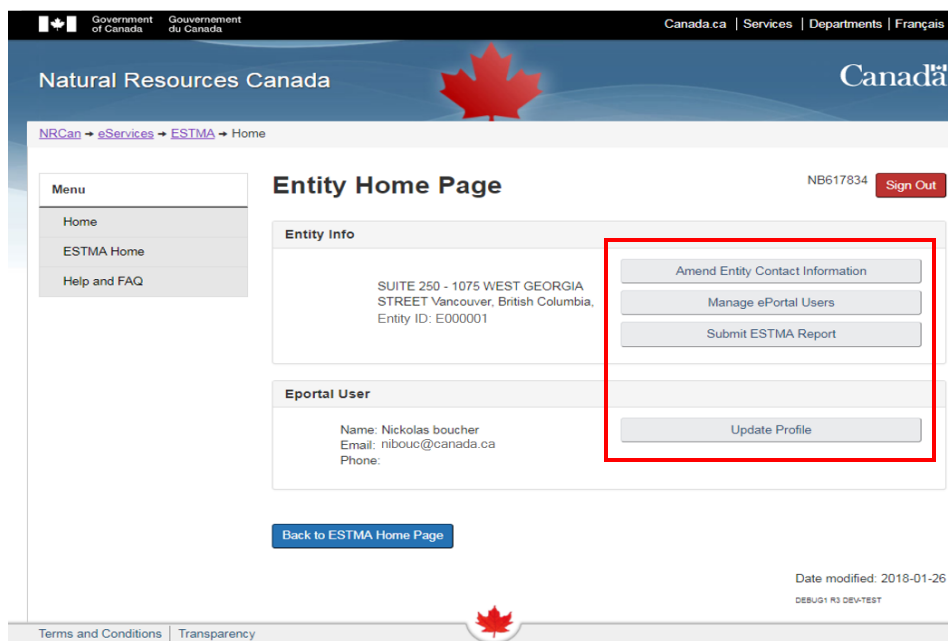 Government of Canada
Gouvernement du Canada
Canada.ca | Services | Departments | Français
Natural Resources Canada
Canada
NRCan → eServices → ESTMA → Home
Menu
Home
ESTMA Home
Help and FAQ
Entity Home Page
NB617834
Sign Out
Entity Info
SUITE 250 - 1075 WEST GEORGIA
STREET Vancouver, British Columbia,
Entity ID: E000001
Amend Entity Contact Information
Manage ePortal Users
Submit ESTMA Report
Eportal User
Name: Nickolas boucher
Email: nibouc@canada.ca
Phone:
Update Profile
Back to ESTMA Home Page
Date modified: 2018-01-26
DEBUG1 R3 DEV-TEST
Terms and Conditions | Transparency